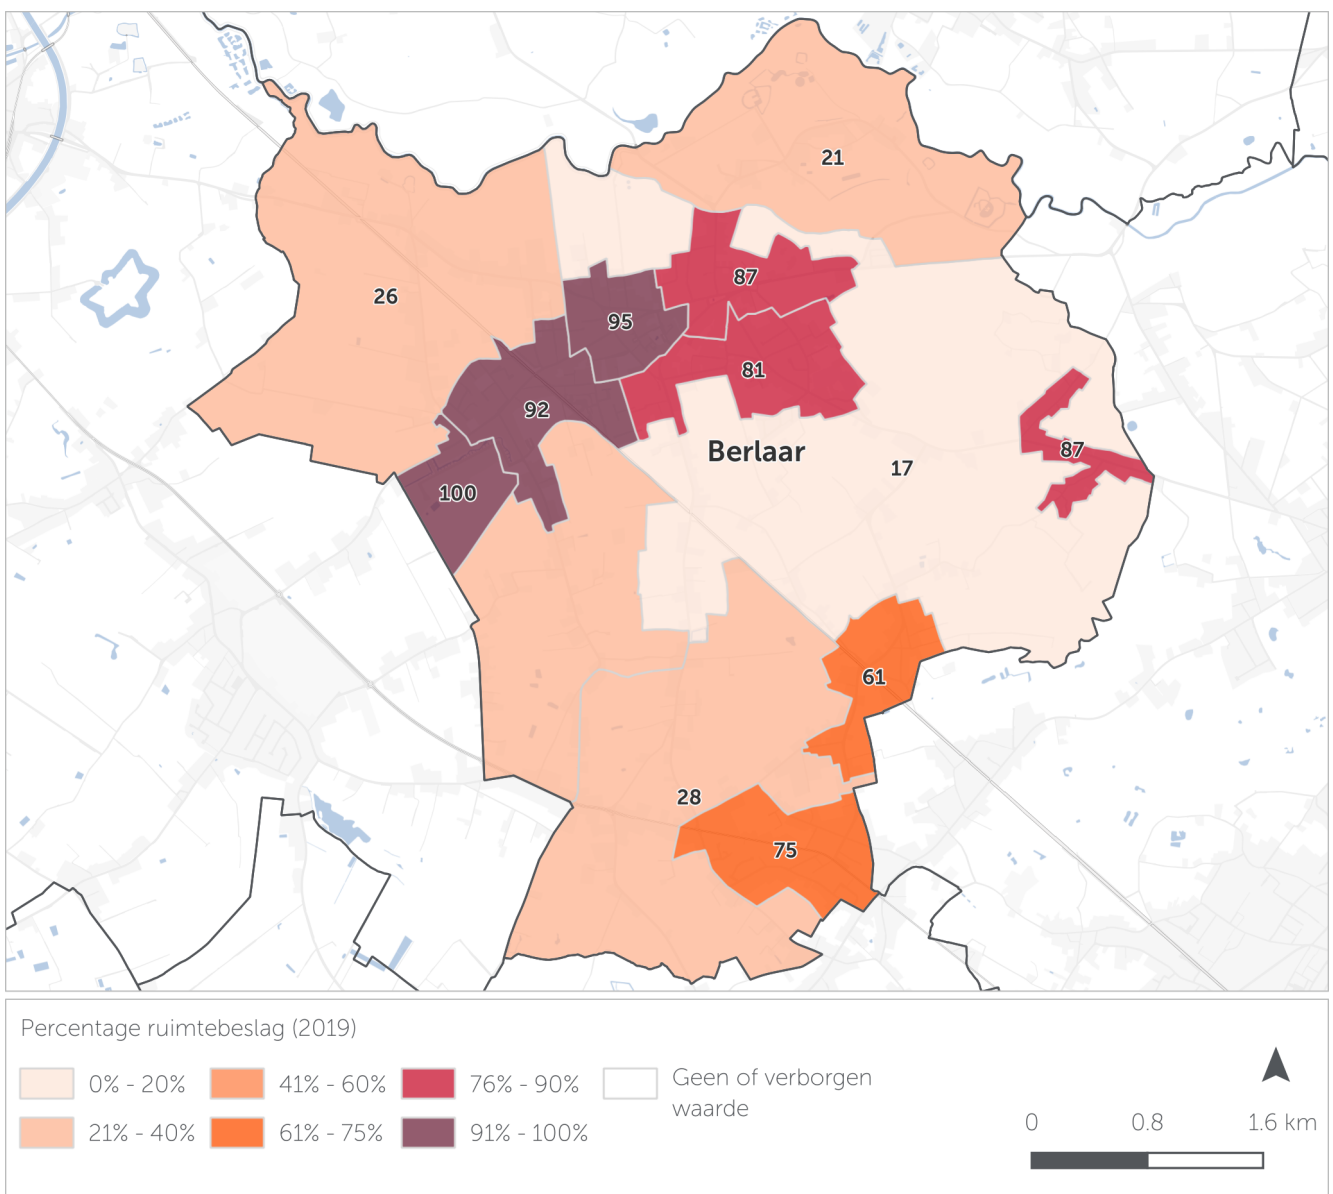 21
26
87
95
81
92
Berlaar
87
17
100
61
28
75
Percentage ruimtebeslag (2019)
0% - 20%
41% - 60%
76% - 90%
Geen of verborgen
waarde
21% - 40%
61% - 75%
91% - 100%
0 0.8 1.6 km